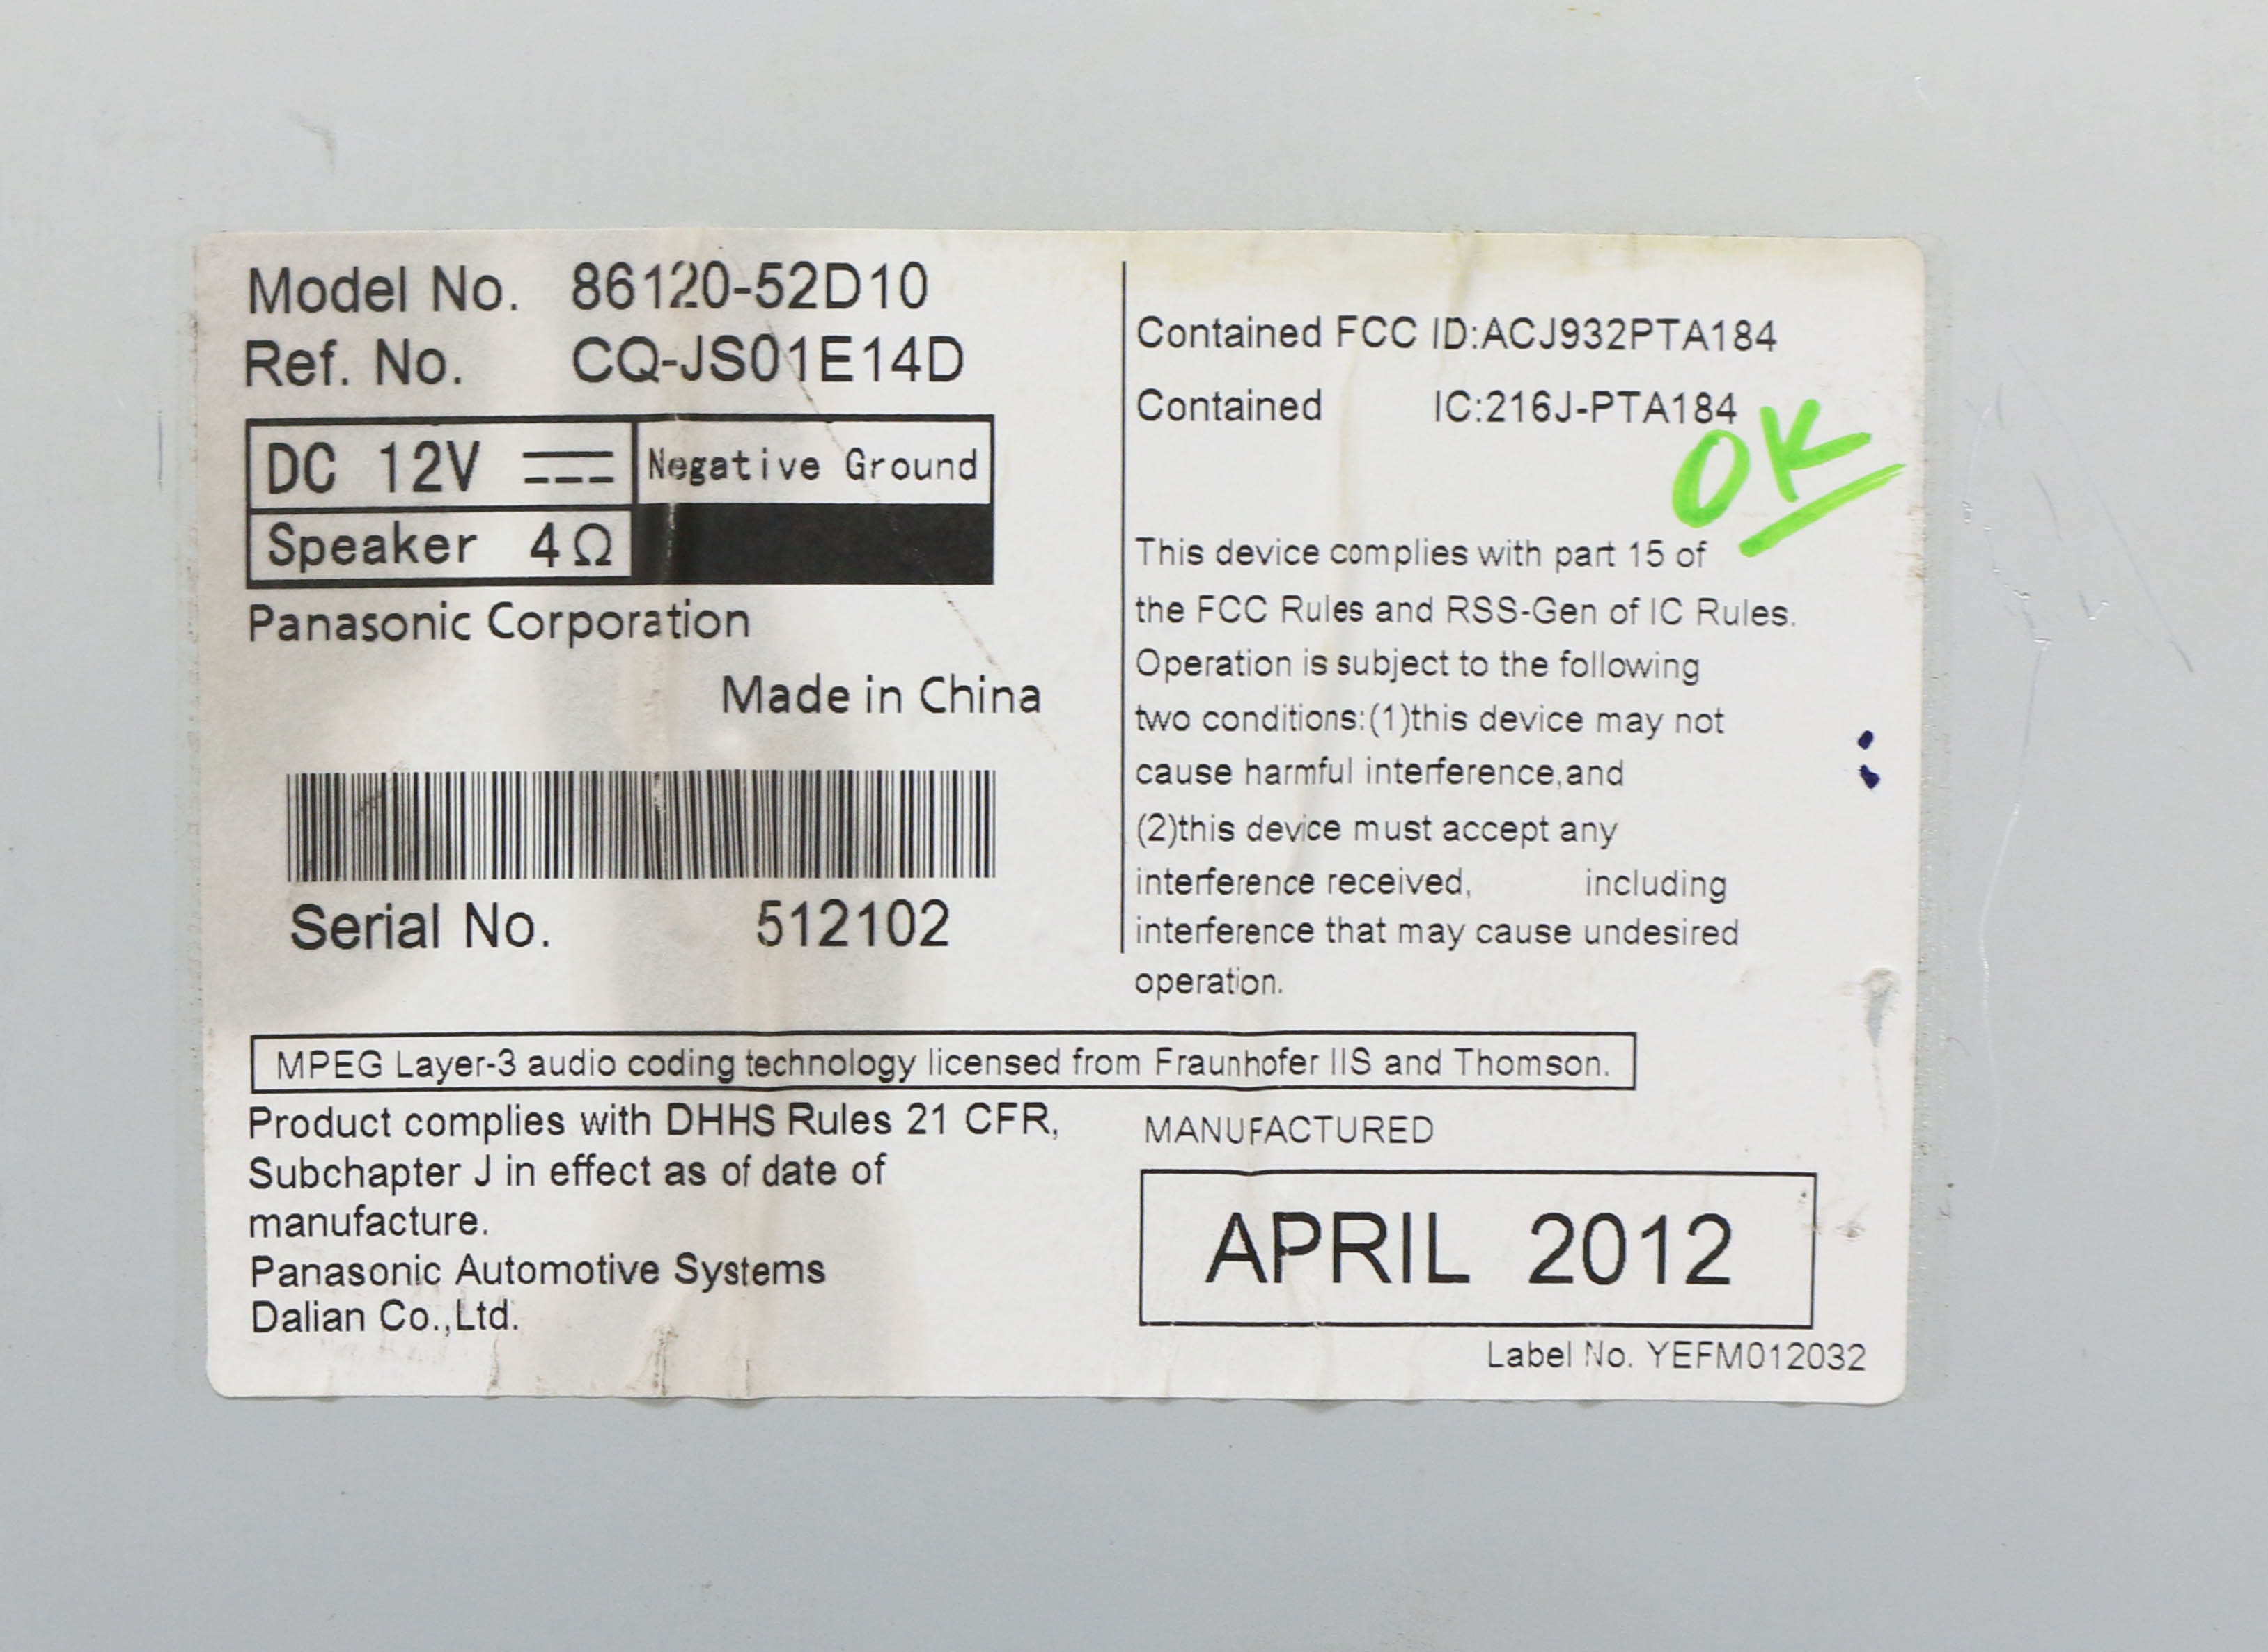 Model No. 86120-52D10
Ref. No. CQ-JS01E14D
DC 12V Negative Ground
Speaker 4Ω
Panasonic Corporation
Made in China
Serial No. 512102
Contained FCC ID:ACJ932PTA184
Contained IC:216J-PTA184
OK
This device complies with part 15 of
the FCC Rules and RSS-Gen of IC Rules.
Operation is subject to the following
two conditions:(1)this device may not
cause harmful interference,and
(2)this device must accept any
interference received, including
interference that may cause undesired
operation.
MPEG Layer-3 audio coding technology licensed from Fraunhofer IIS and Thomson.
Product complies with DHHS Rules 21 CFR,
Subchapter J in effect as of date of
manufacture.
Panasonic Automotive Systems
Dalian Co.,Ltd.
MANUFACTURED
APRIL 2012
Label No. YEFM012032